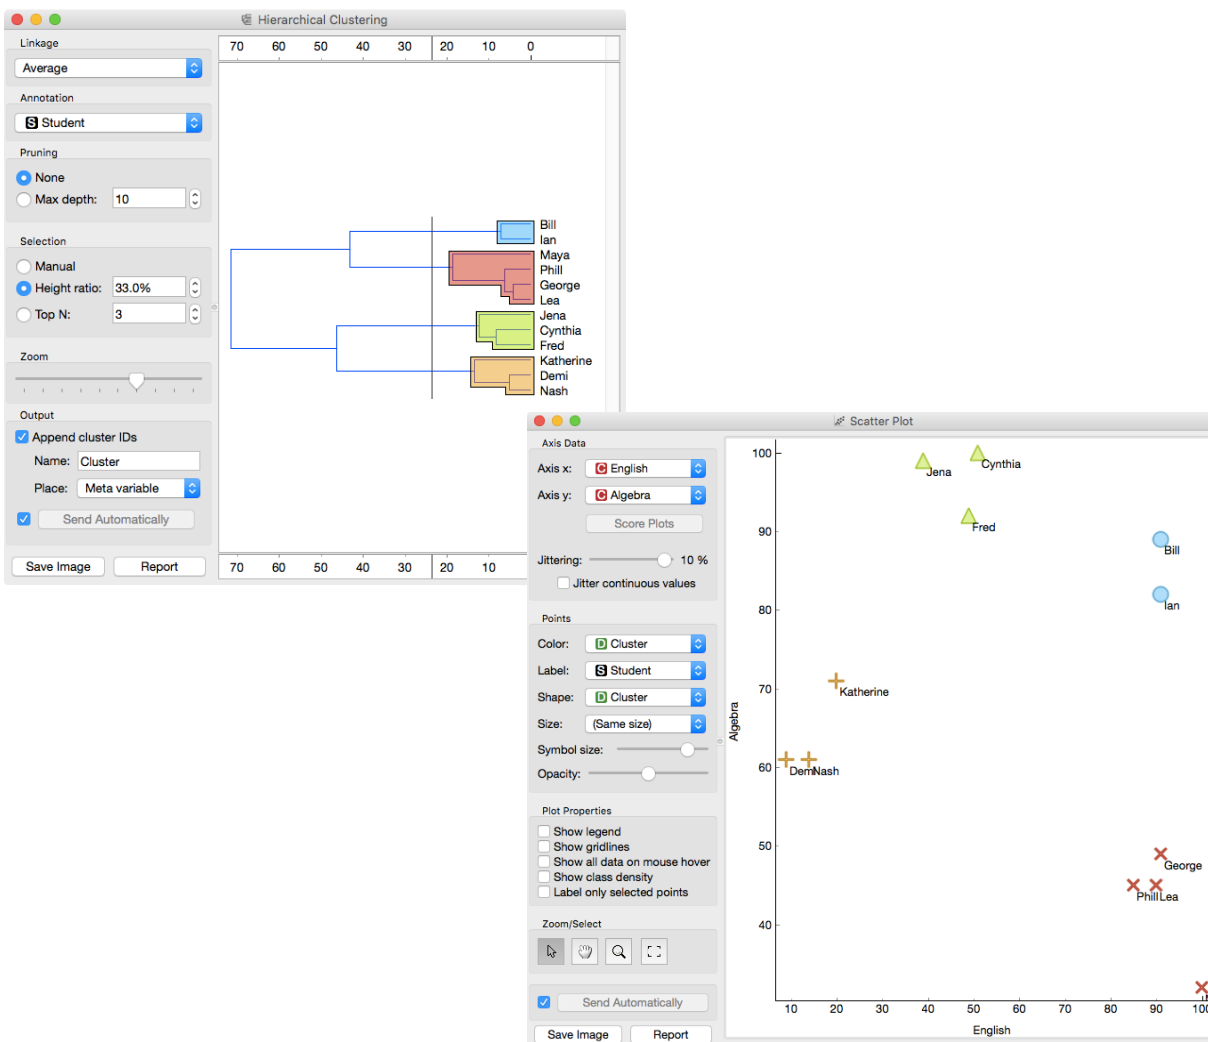 Hierarchical Clustering
Linkage
Average
Annotation
S Student
Pruning
None
Max depth: 10
Selection
Manual
Height ratio: 33.0%
Top N: 3
Zoom
Output
Append cluster IDs
Name: Cluster
Place: Meta variable
Send Automatically
Save Image Report
70 60 50 40 30 20 10 0
Bill
Ian
Maya
Phill
George
Lea
Jena
Cynthia
Fred
Katherine
Demi
Nash
70 60 50 40 30 20 10
Scatter Plot
Axis Data
Axis x: C English
Axis y: C Algebra
Score Plots
Jittering: 10 %
Jitter continuous values
Points
Color: D Cluster
Label: S Student
Shape: D Cluster
Size: (Same size)
Symbol size:
Opacity:
Plot Properties
Show legend
Show gridlines
Show all data on mouse hover
Show class density
Label only selected points
Zoom/Select
Send Automatically
Save Image Report
100
90
80
70
60
50
40
Algebra
Jena
Cynthia
Fred
Bill
Ian
Katherine
Demi
Nash
George
Phill
Lea
10 20 30 40 50 60 70 80 90 100
English